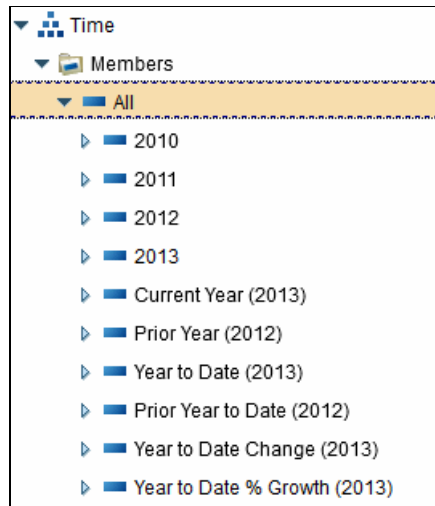 Time
Members
All
2010
2011
2012
2013
Current Year (2013)
Prior Year (2012)
Year to Date (2013)
Prior Year to Date (2012)
Year to Date Change (2013)
Year to Date % Growth (2013)